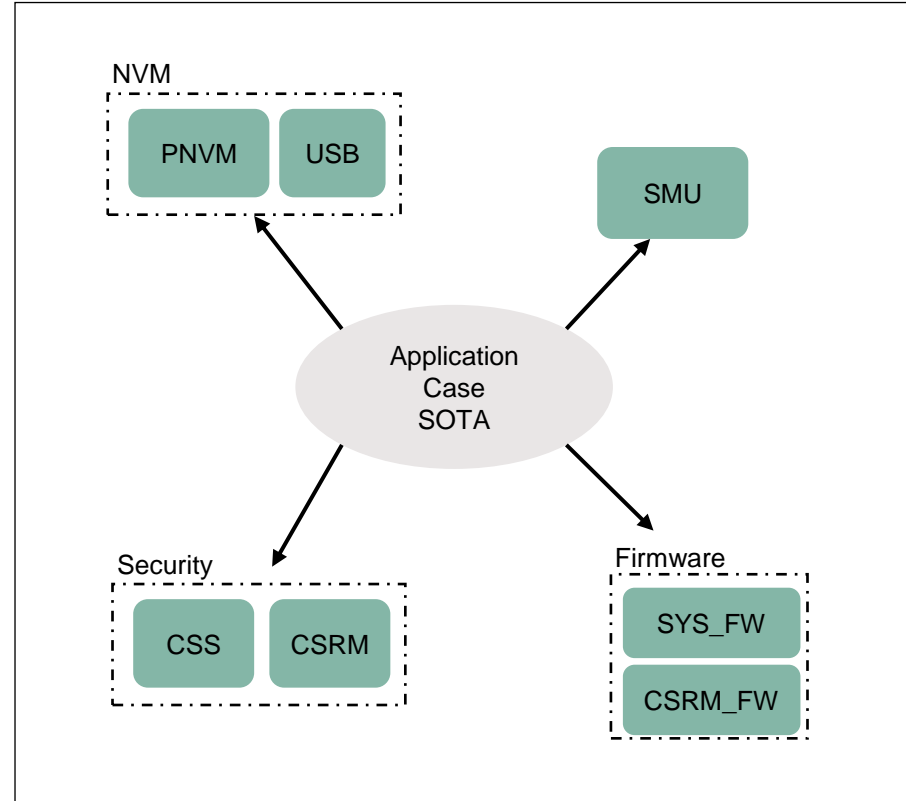 NVM
PNVM
USB
SMU
Application
Case
SOTA
Security
CSS
CSRM
Firmware
SYS_FW
CSRM_FW